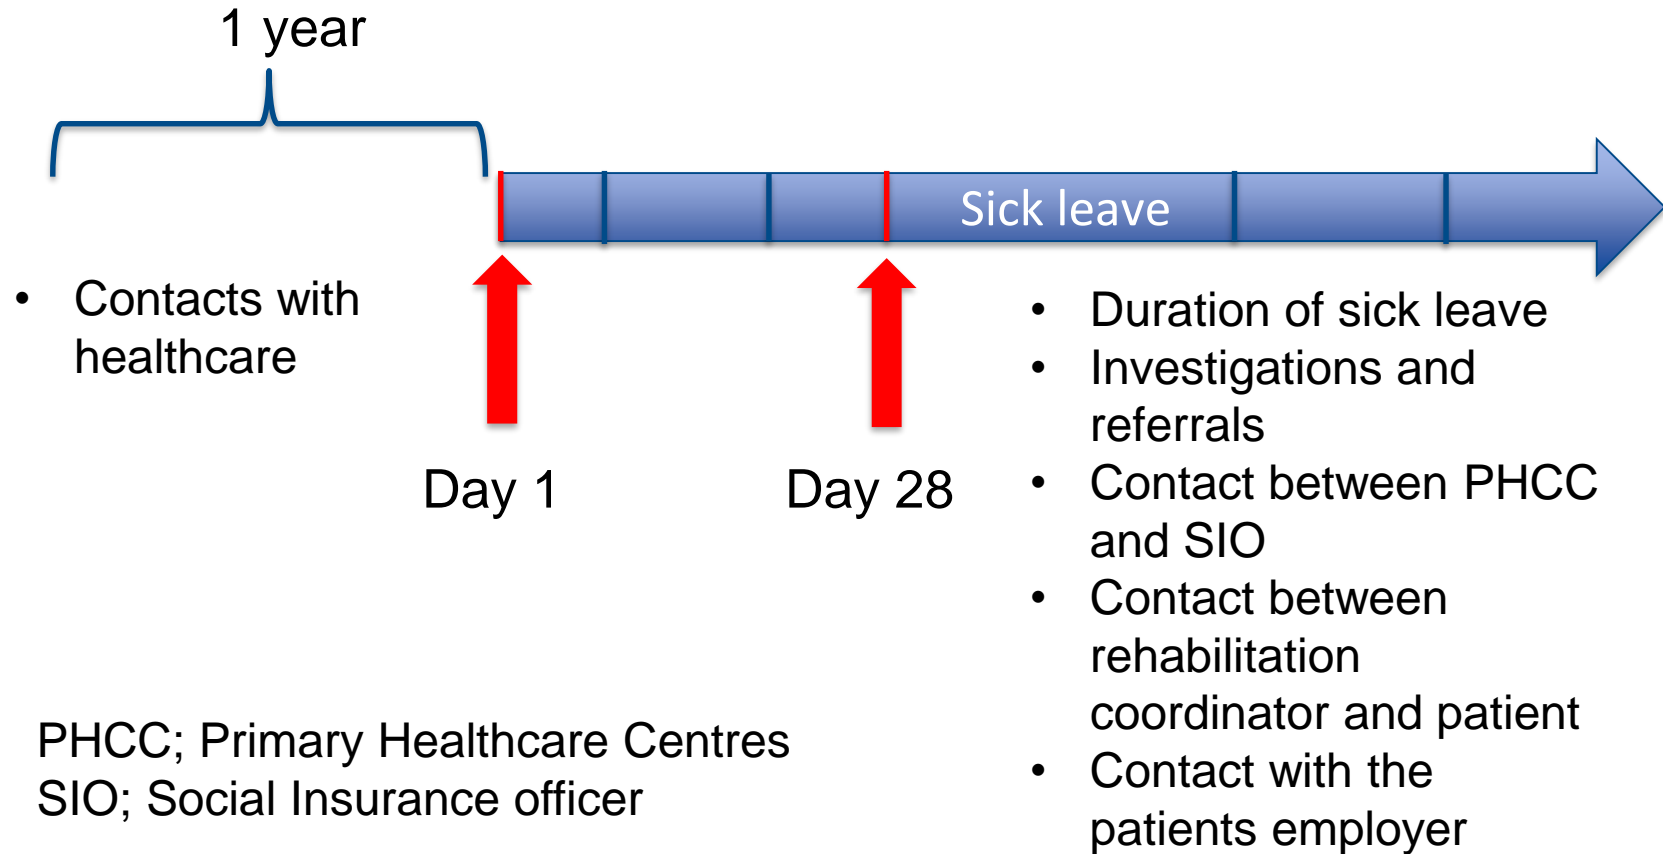 1 year
Sick leave
• Contacts with
healthcare
Day 1
Day 28
• Duration of sick leave
• Investigations and
referrals
• Contact between PHCC
and SIO
• Contact between
rehabilitation
coordinator and patient
• Contact with the
patients employer
PHCC; Primary Healthcare Centres
SIO; Social Insurance officer